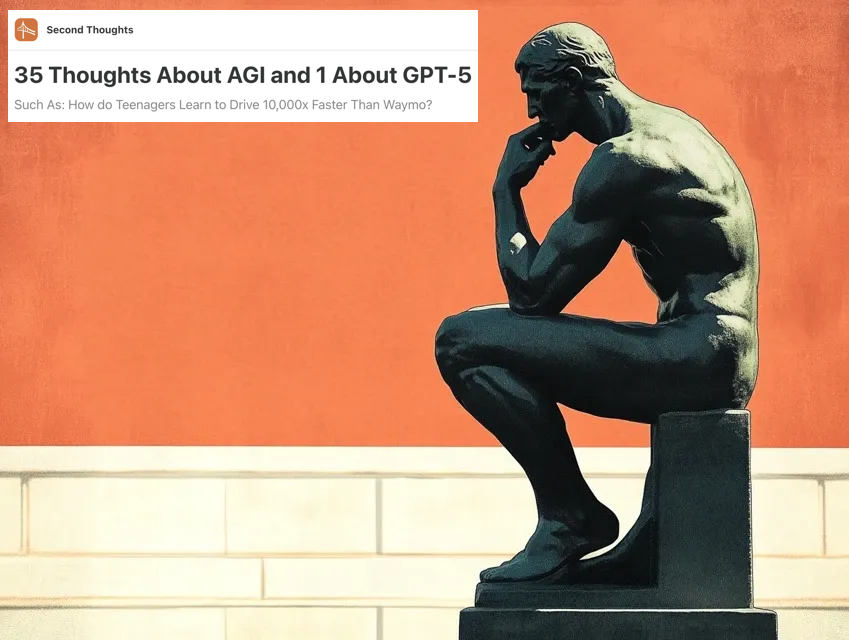 Second Thoughts
35 Thoughts About AGI and 1 About GPT-5
Such As: How do Teenagers Learn to Drive 10,000x Faster Than Waymo?